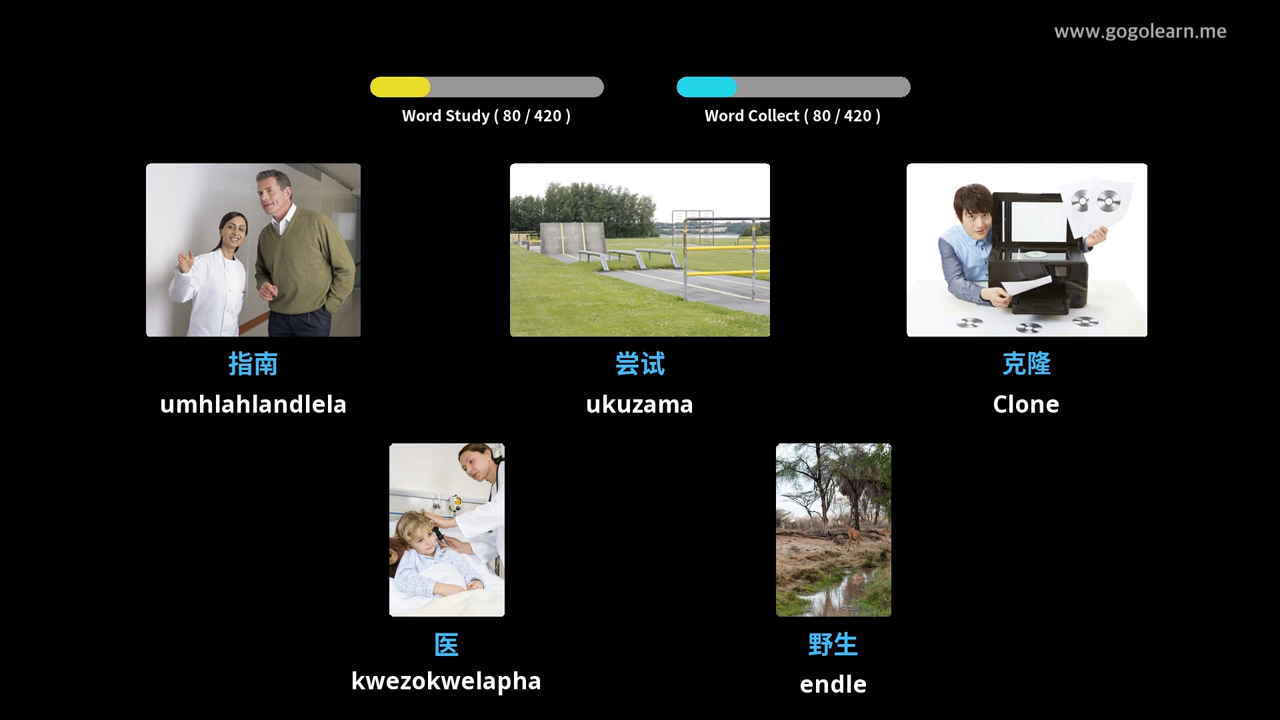 www.gogolearn.me
Word Study ( 80 / 420 )
Word Collect ( 80 / 420 )
指南
umhlahlandlela
尝试
ukuzama
克隆
Clone
医
kwezokwelapha
野生
endle